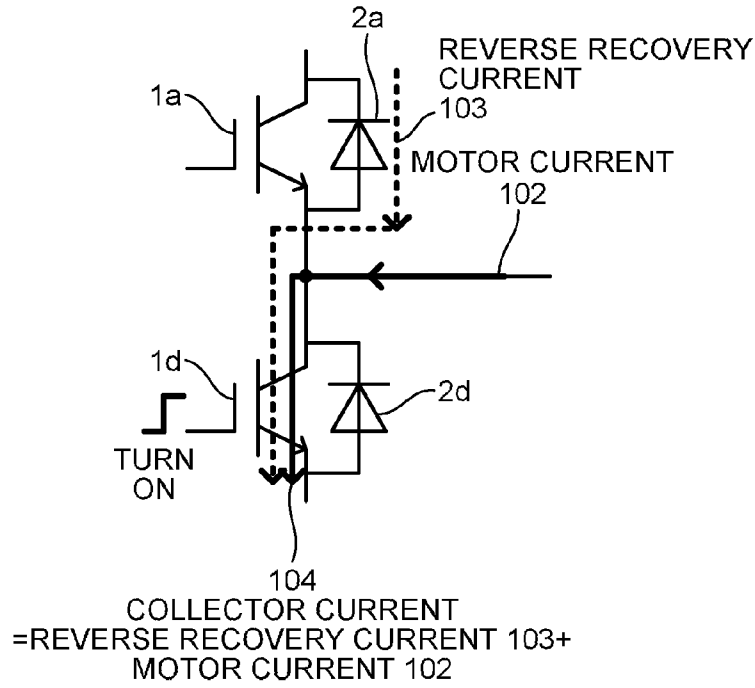 2a
REVERSE RECOVERY
CURRENT
103
1a
MOTOR CURRENT
102
1d
2d
TURN
ON
104
COLLECTOR CURRENT
=REVERSE RECOVERY CURRENT 103+
MOTOR CURRENT 102